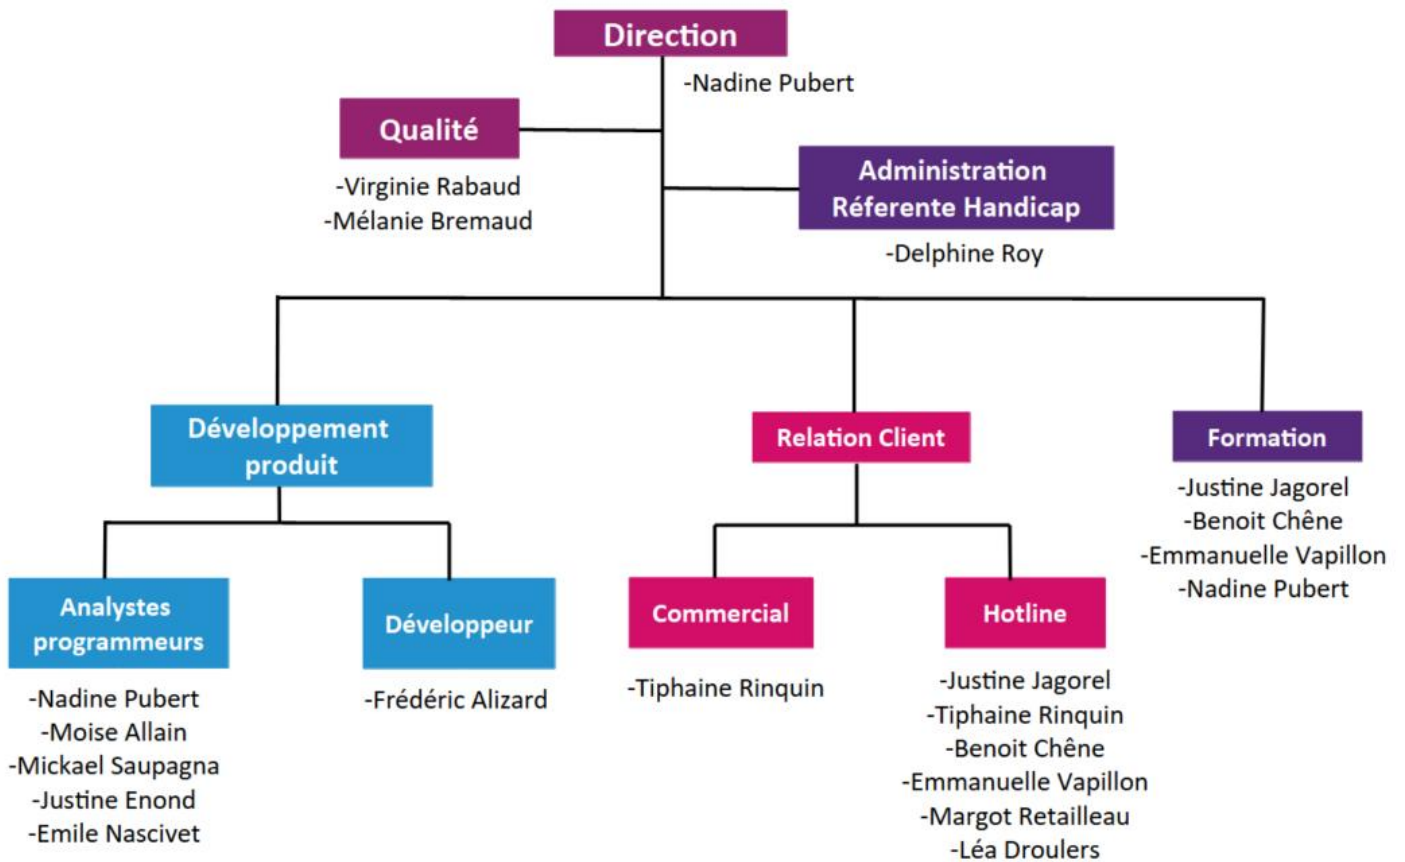 Direction
-Nadine Pubert
Qualité
-Virginie Rabaud
-Mélanie Bremaud
Administration
Réferente Handicap
-Delphine Roy
Développement
produit
Analystes
programmeurs
-Nadine Pubert
-Moise Allain
-Mickael Saupagna
-Justine Enond
-Emile Nascivet
Développeur
-Frédéric Alizard
Relation Client
Commercial
-Tiphaine Rinquin
Hotline
-Justine Jagorel
-Tiphaine Rinquin
-Benoit Chêne
-Emmanuelle Vapillon
-Margot Retailleau
-Léa Droulers
Formation
-Justine Jagorel
-Benoit Chêne
-Emmanuelle Vapillon
-Nadine Pubert